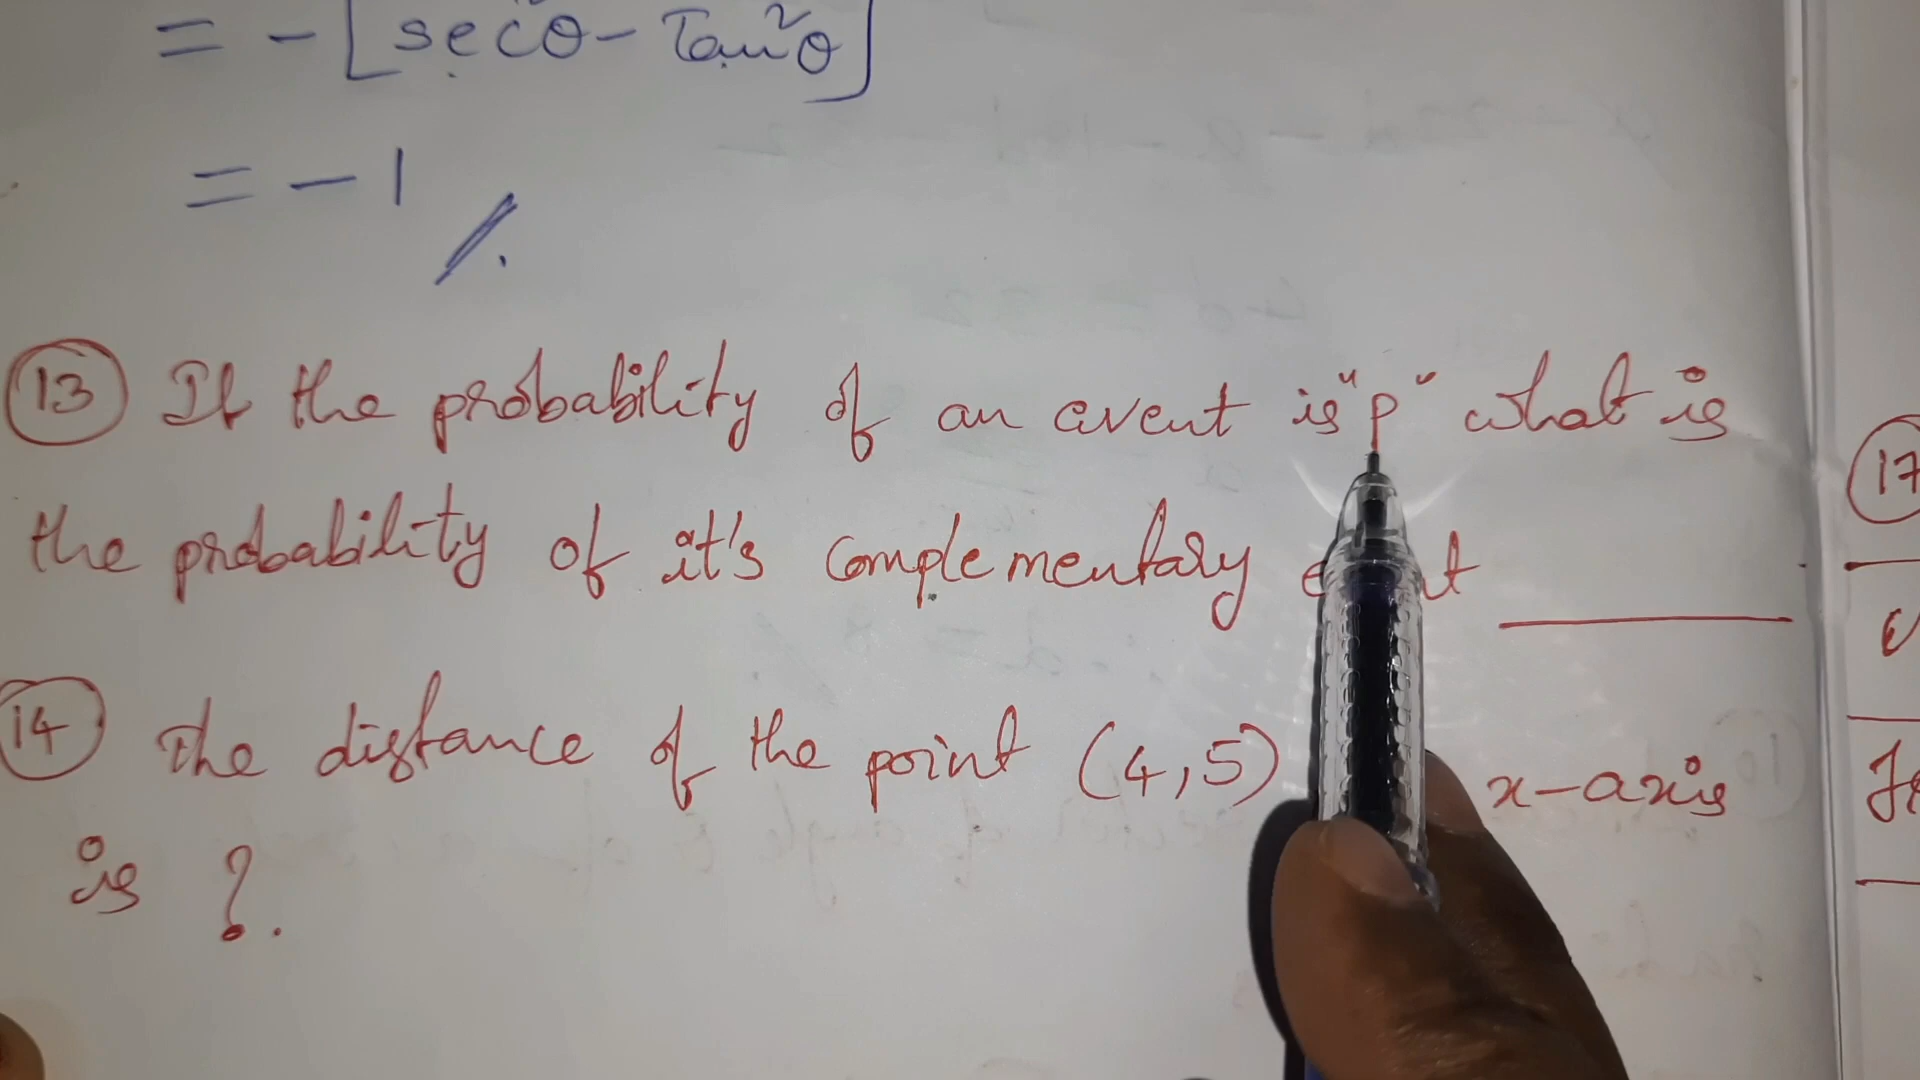 = - [sec²θ - Tan²θ]
= - 1
13 If the probability of an event is "p" what is
the probability of it's complementary
14 The distance of the point (4,5) x-axis
is ?.
17